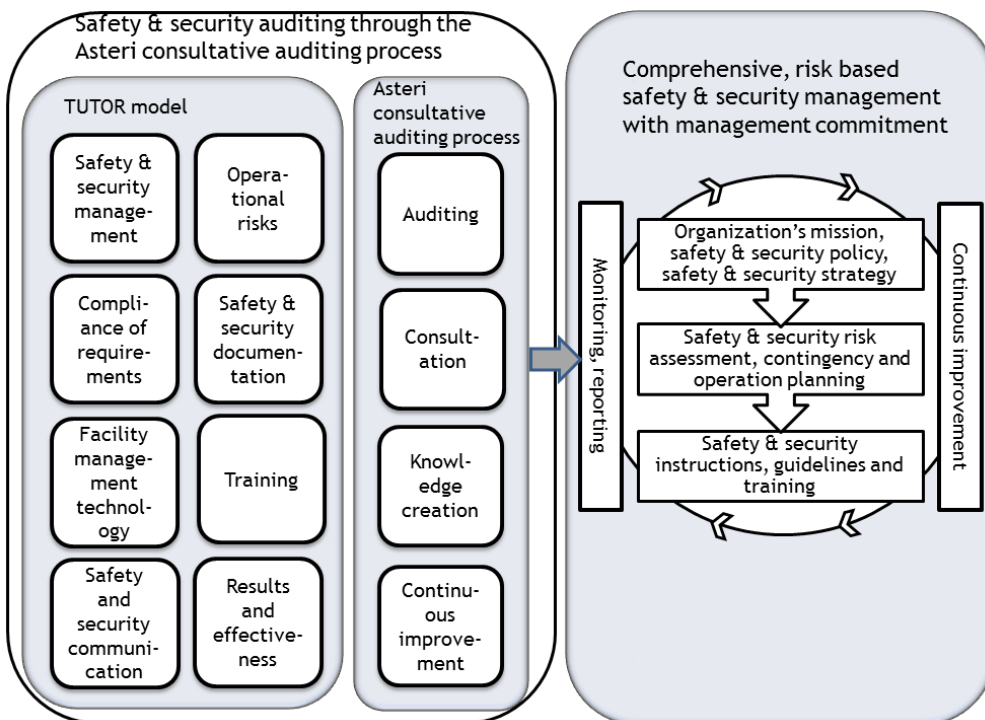 Safety & security auditing through the
Asteri consultative auditing process
TUTOR model
Safety &
security
manage-
ment
Opera-
tional
risks
Compli-
ance of
require-
ments
Safety &
security
documen-
tation
Facility
manage-
ment
technol-
ogy
Training
Safety
and
security
communi-
cation
Results
and
effective-
ness
Asteri
consultative
auditing process
Auditing
Consult-
ation
Knowl-
edge
creation
Continu-
ous
improve-
ment
Comprehensive, risk based
safety & security management
with management commitment
Monitoring, reporting
Organization’s mission,
safety & security policy,
safety & security strategy
Safety & security risk
assessment, contingency and
operation planning
Safety & security
instructions, guidelines and
training
Continuous improvement